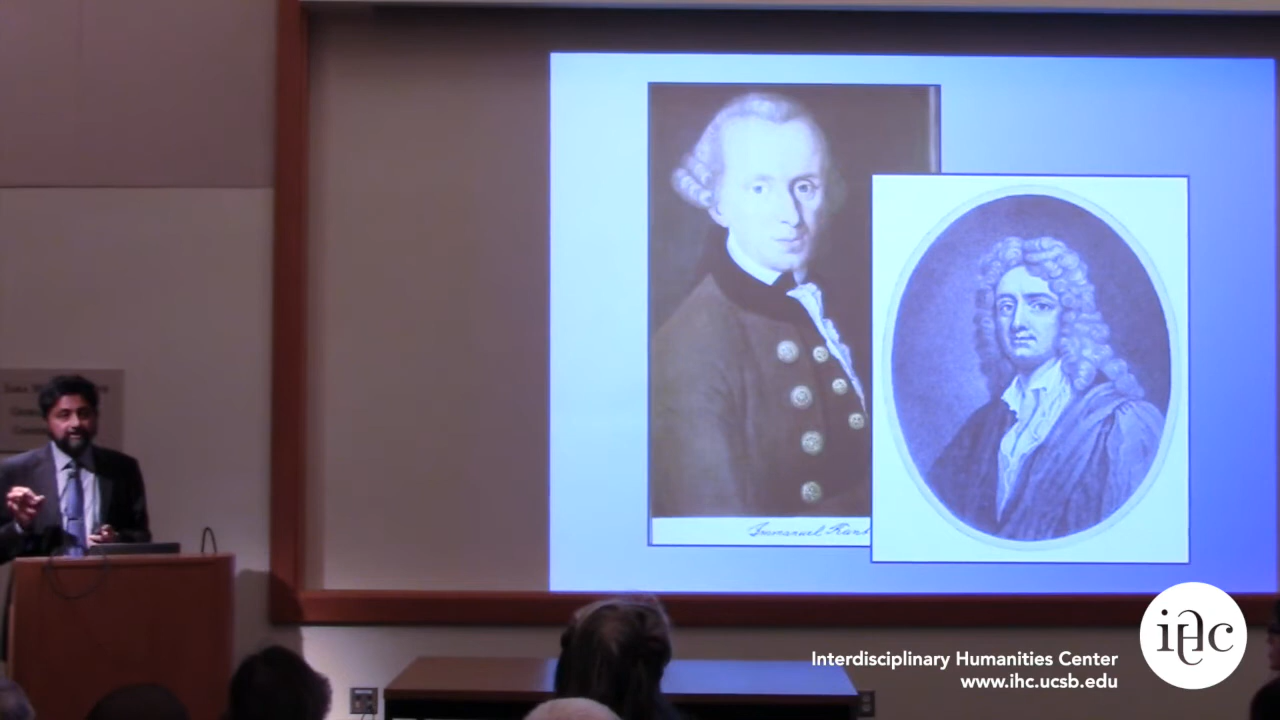 Immanuel Kant
Interdisciplinary Humanities Center
www.ihc.ucsb.edu
ihc